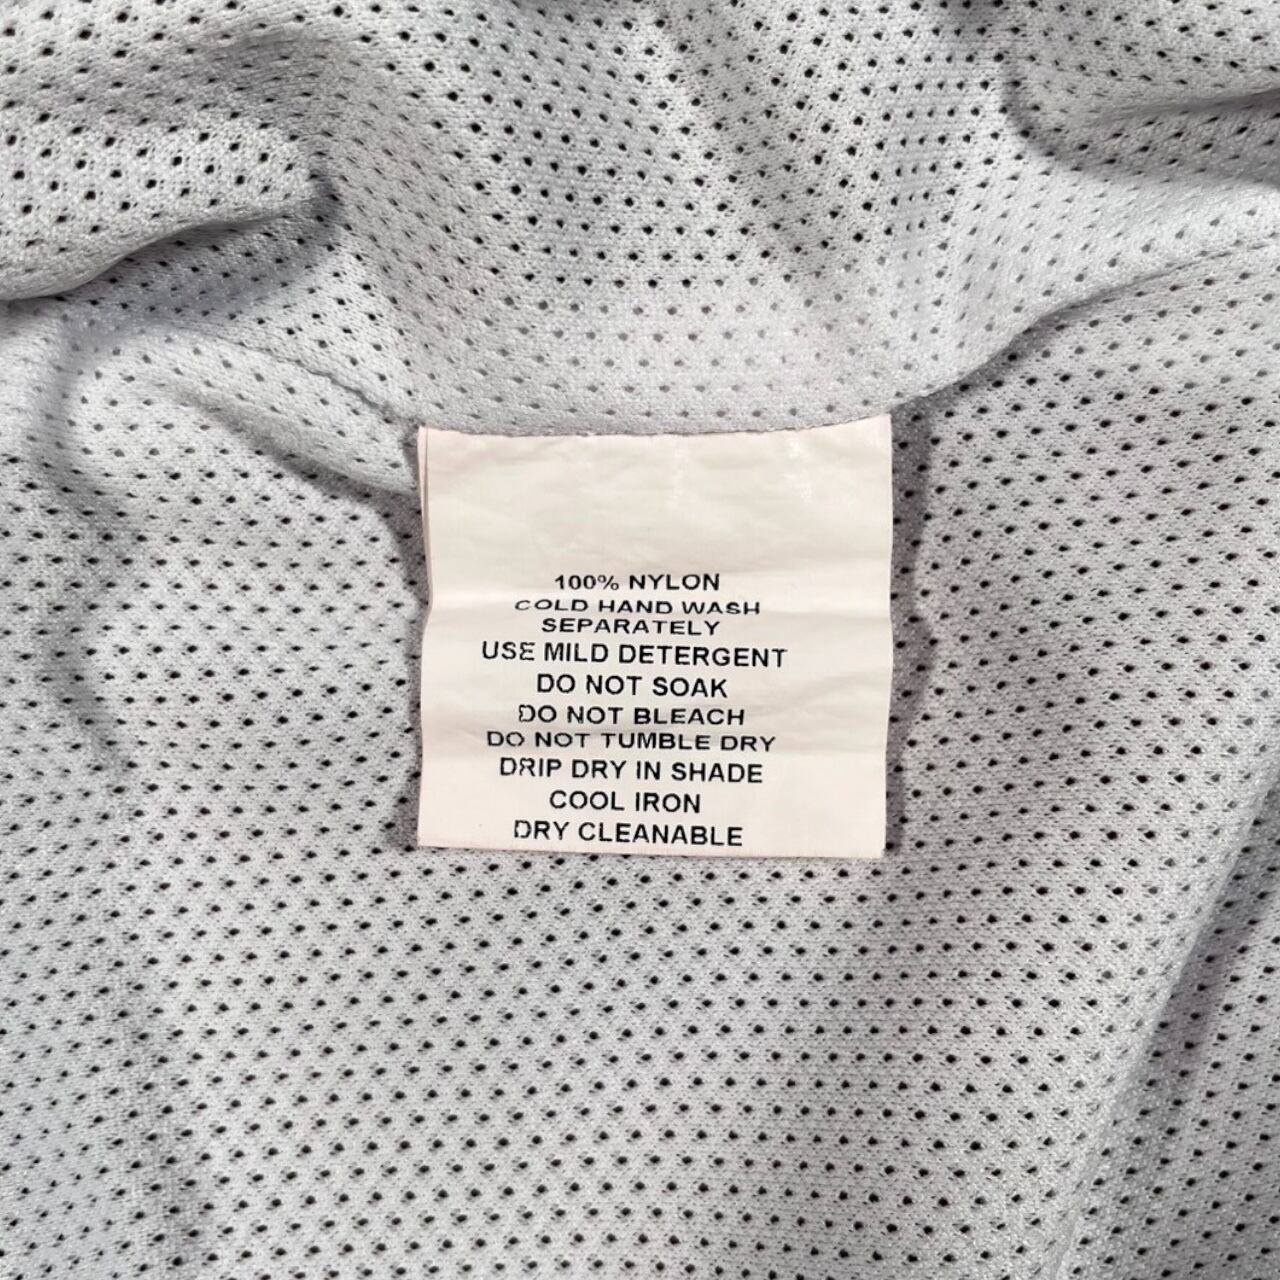 100% NYLON
COLD HAND WASH
SEPARATELY
USE MILD DETERGENT
DO NOT SOAK
DO NOT BLEACH
DO NOT TUMBLE DRY
DRIP DRY IN SHADE
COOL IRON
DRY CLEANABLE